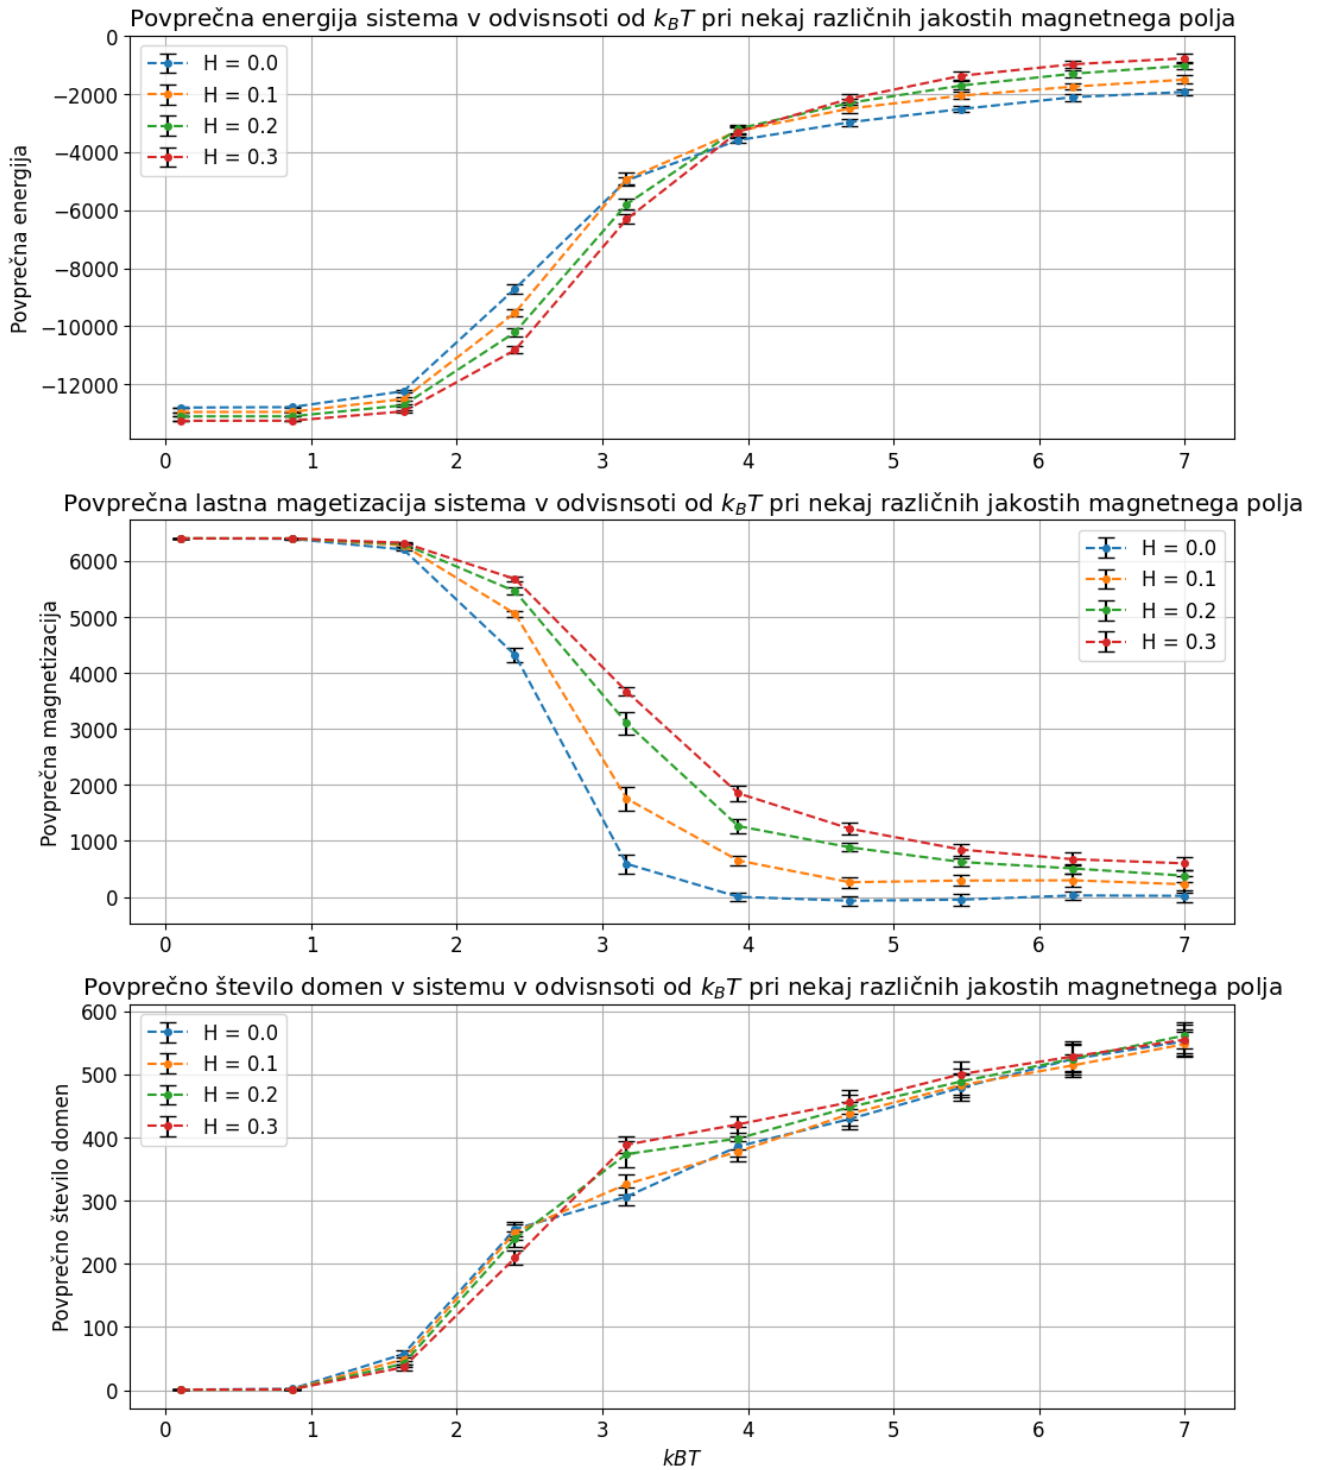 Povprečna energija sistema v odvisnsoti od k_BT pri nekaj različnih jakostih magnetnega polja
0
−2000
−4000
−6000
−8000
−10000
−12000
Povprečna energija
H = 0.0
H = 0.1
H = 0.2
H = 0.3
0 1 2 3 4 5 6 7
Povprečna lastna magetizacija sistema v odvisnsoti od k_BT pri nekaj različnih jakostih magnetnega polja
6000
5000
4000
3000
2000
1000
0
Povprečna magnetizacija
H = 0.0
H = 0.1
H = 0.2
H = 0.3
0 1 2 3 4 5 6 7
Povprečno število domen v sistemu v odvisnsoti od k_BT pri nekaj različnih jakostih magnetnega polja
600
500
400
300
200
100
0
Povprečno število domen
H = 0.0
H = 0.1
H = 0.2
H = 0.3
0 1 2 3 4 5 6 7
kBT